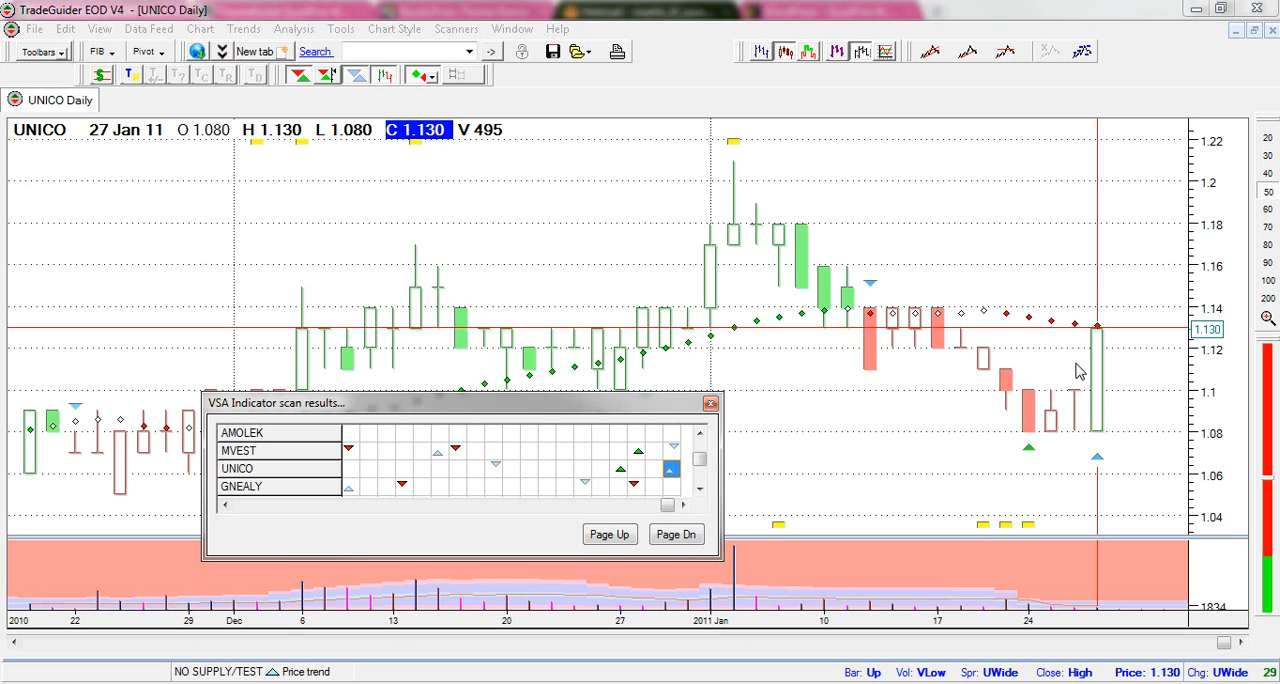 TradeGuider EOD V4 - [UNICO Daily]
File Edit View Data Feed Chart Trends Analysis Tools Chart Style Scanners Window Help
Toolbars FIB Pivot New tab Search ->
UNICO Daily
UNICO 27 Jan 11 O 1.080 H 1.130 L 1.080 C 1.130 V 495
1.22
1.2
1.18
1.16
1.14
1.130
1.12
1.1
1.08
1.06
1.04
1834
20
30
40
50
60
70
80
90
100
200
VSA Indicator scan results...
AMOLEK
MVEST
UNICO
GNEALY
Page Up Page Dn
2010 22 29 Dec 6 13 20 27 2011 Jan 10 17 24
NO SUPPLY/TEST Price trend Bar: Up Vol: VLow Spr: UWide Close: High Price: 1.130 Chg: UWide 29